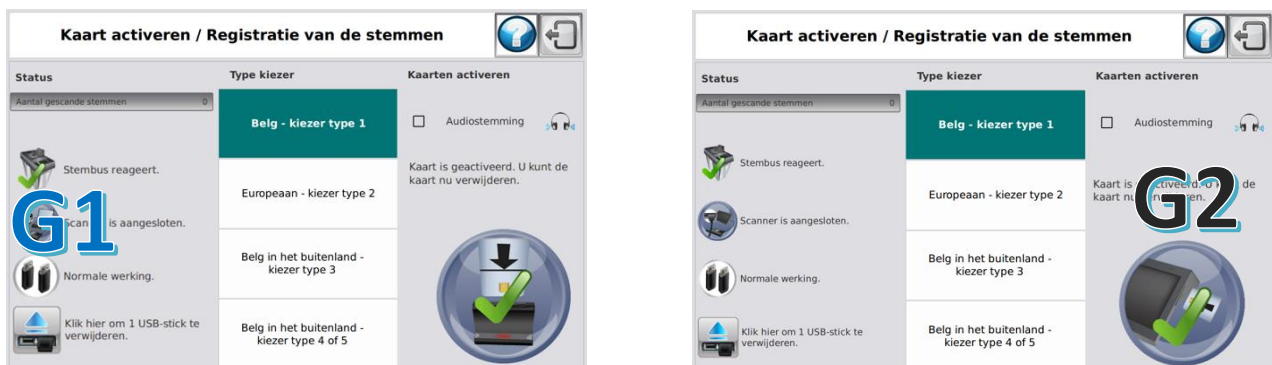 Kaart activeren / Registratie van de stemmen
Status
Aantal gescande stemmen 0
Stembus reageert.
is aangesloten.
Normale werking.
Klik hier om 1 USB-stick te
verwijderen.
G1
Type kiezer
Belg - kiezer type 1
Europeaan - kiezer type 2
Belg in het buitenland -
kiezer type 3
Belg in het buitenland -
kiezer type 4 of 5
Kaarten activeren
Audiostemming
Kaart is geactiveerd. U kunt de
kaart nu verwijderen.
Kaart activeren / Registratie van de stemmen
Status
Aantal gescande stemmen 0
Stembus reageert.
Scanner is aangesloten.
Normale werking.
Klik hier om 1 USB-stick te
verwijderen.
Type kiezer
Belg - kiezer type 1
Europeaan - kiezer type 2
Belg in het buitenland -
kiezer type 3
Belg in het buitenland -
kiezer type 4 of 5
Kaarten activeren
Audiostemming
Kaart is de
kaart
G2